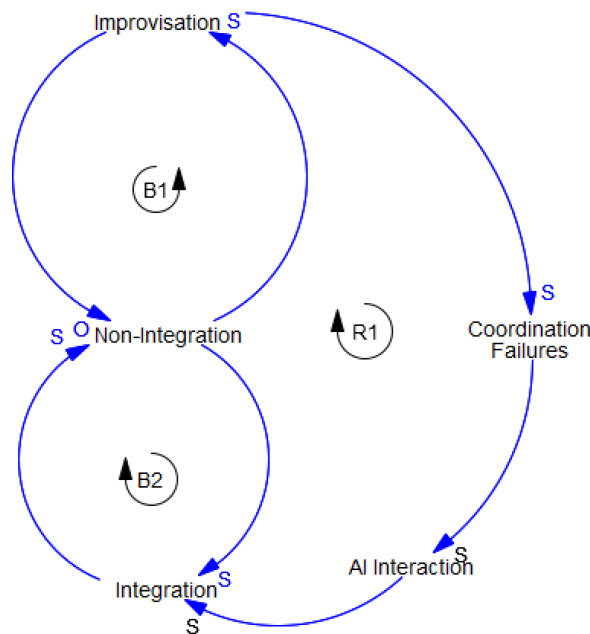 Improvisation S
B1
S O Non-Integration
R1
S
Coordination
Failures
B2
AI Interaction S
Integration S
S